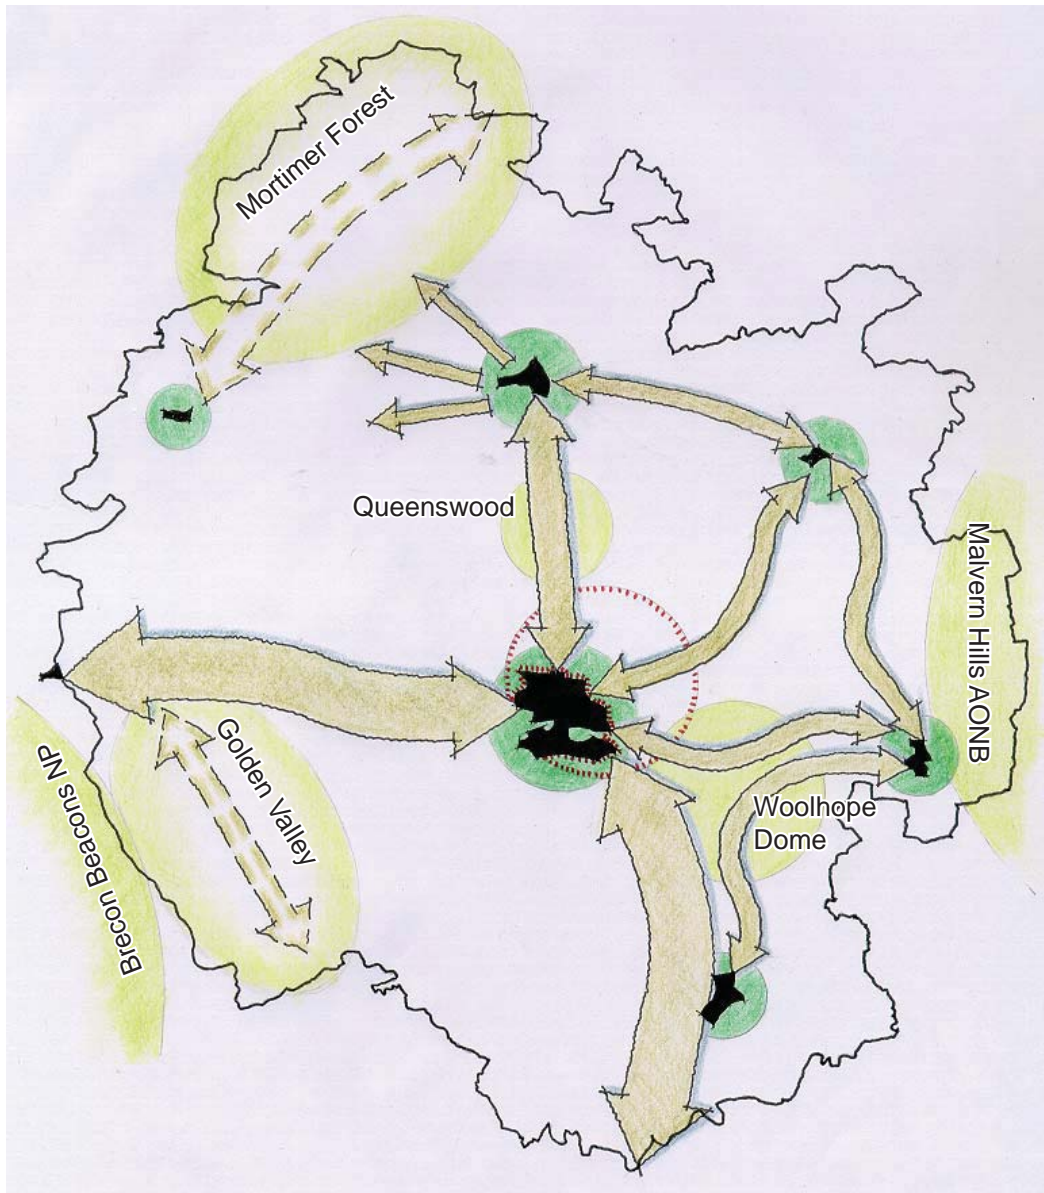 Mortimer Forest
Queenswood
Malvern Hills AONB
Golden Valley
Brecon Beacons NP
Woolhope
Dome